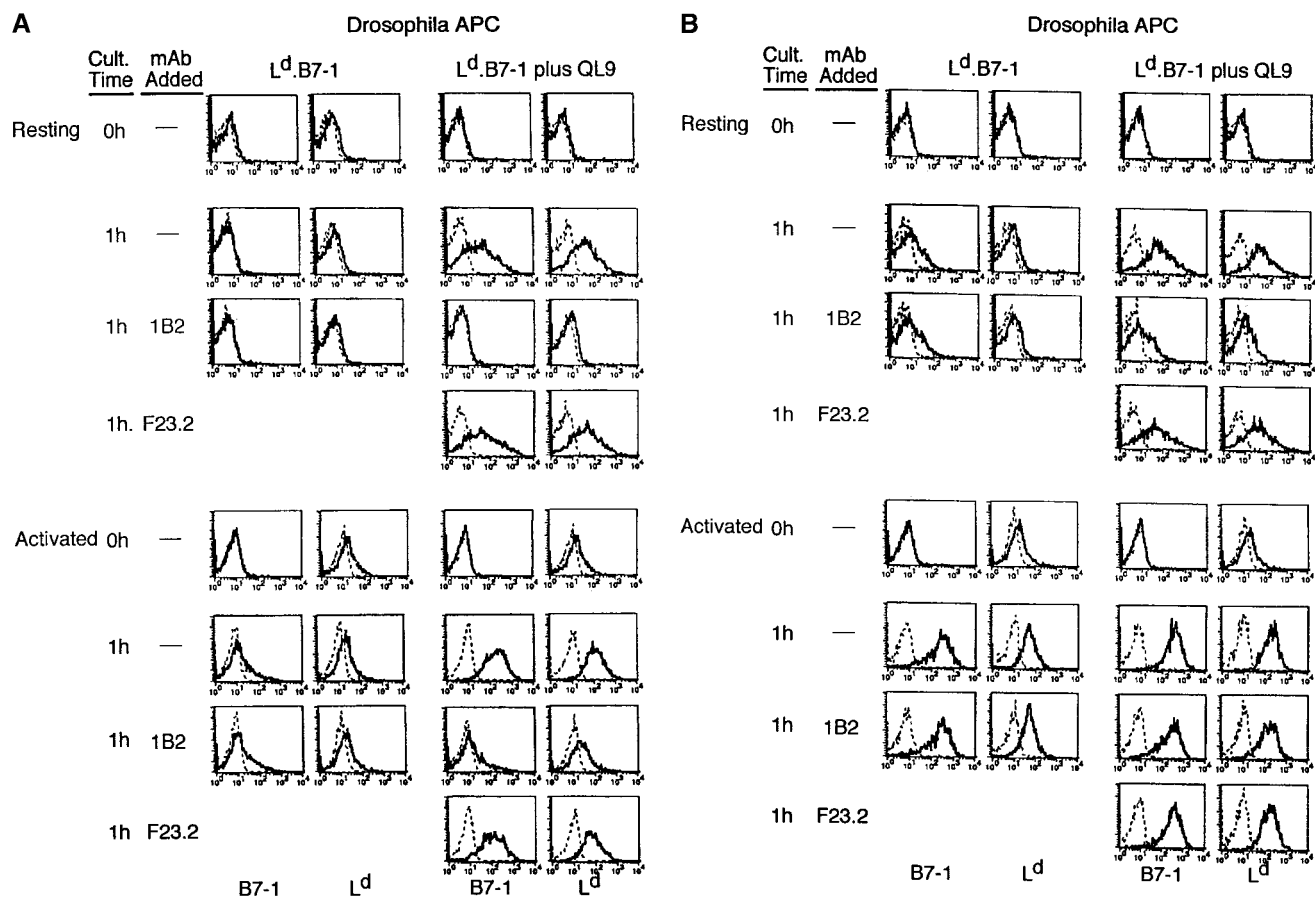 A
Drosophila APC
Cult. Time
mAb Added
Ld.B7-1
Ld.B7-1 plus QL9
Resting 0h —
1h —
1h 1B2
1h. F23.2
Activated 0h —
1h —
1h 1B2
1h F23.2
B7-1 Ld B7-1 Ld
B
Drosophila APC
Cult. Time
mAb Added
Ld.B7-1
Ld.B7-1 plus QL9
Resting 0h —
1h —
1h 1B2
1h F23.2
Activated 0h —
1h —
1h 1B2
1h F23.2
B7-1 Ld B7-1 Ld